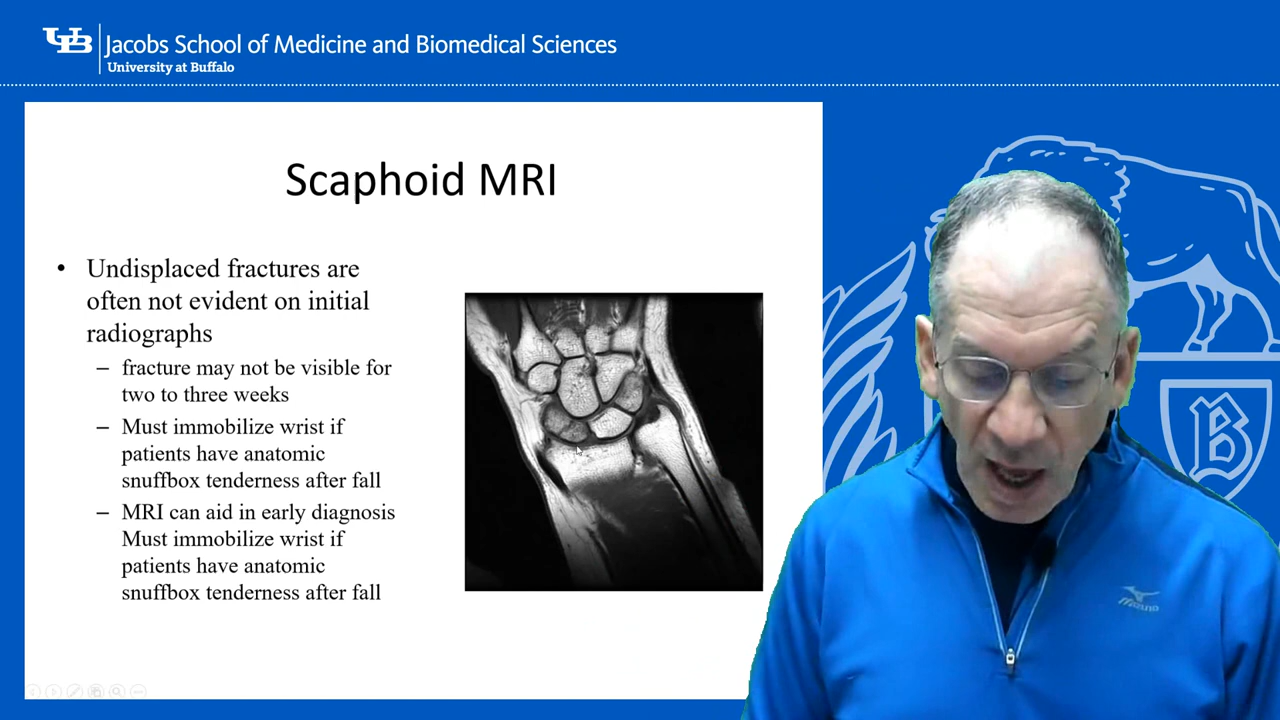 UB Jacobs School of Medicine and Biomedical Sciences
University at Buffalo
Scaphoid MRI
• Undisplaced fractures are
often not evident on initial
radiographs
– fracture may not be visible for
two to three weeks
– Must immobilize wrist if
patients have anatomic
snuffbox tenderness after fall
– MRI can aid in early diagnosis
Must immobilize wrist if
patients have anatomic
snuffbox tenderness after fall
B
MIZUNO